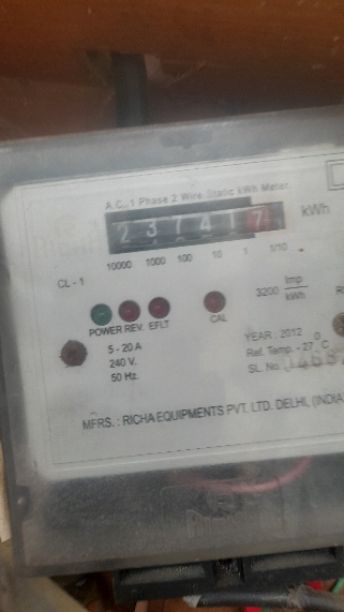 A.C. 1 Phase 2 Wire Static kWh Meter.
2 3 7 4 1 7 kWh
10000 1000 100 10 1 1/10
CL - 1
3200 Imp/kWh
POWER REV. EFLT CAL
5 - 20 A
240 V.
50 Hz.
YEARː 2012
Ref. Temp. - 27 °C
SL. No.
MFRS. : RICHA EQUIPMENTS PVT. LTD. DELHI, (INDIA